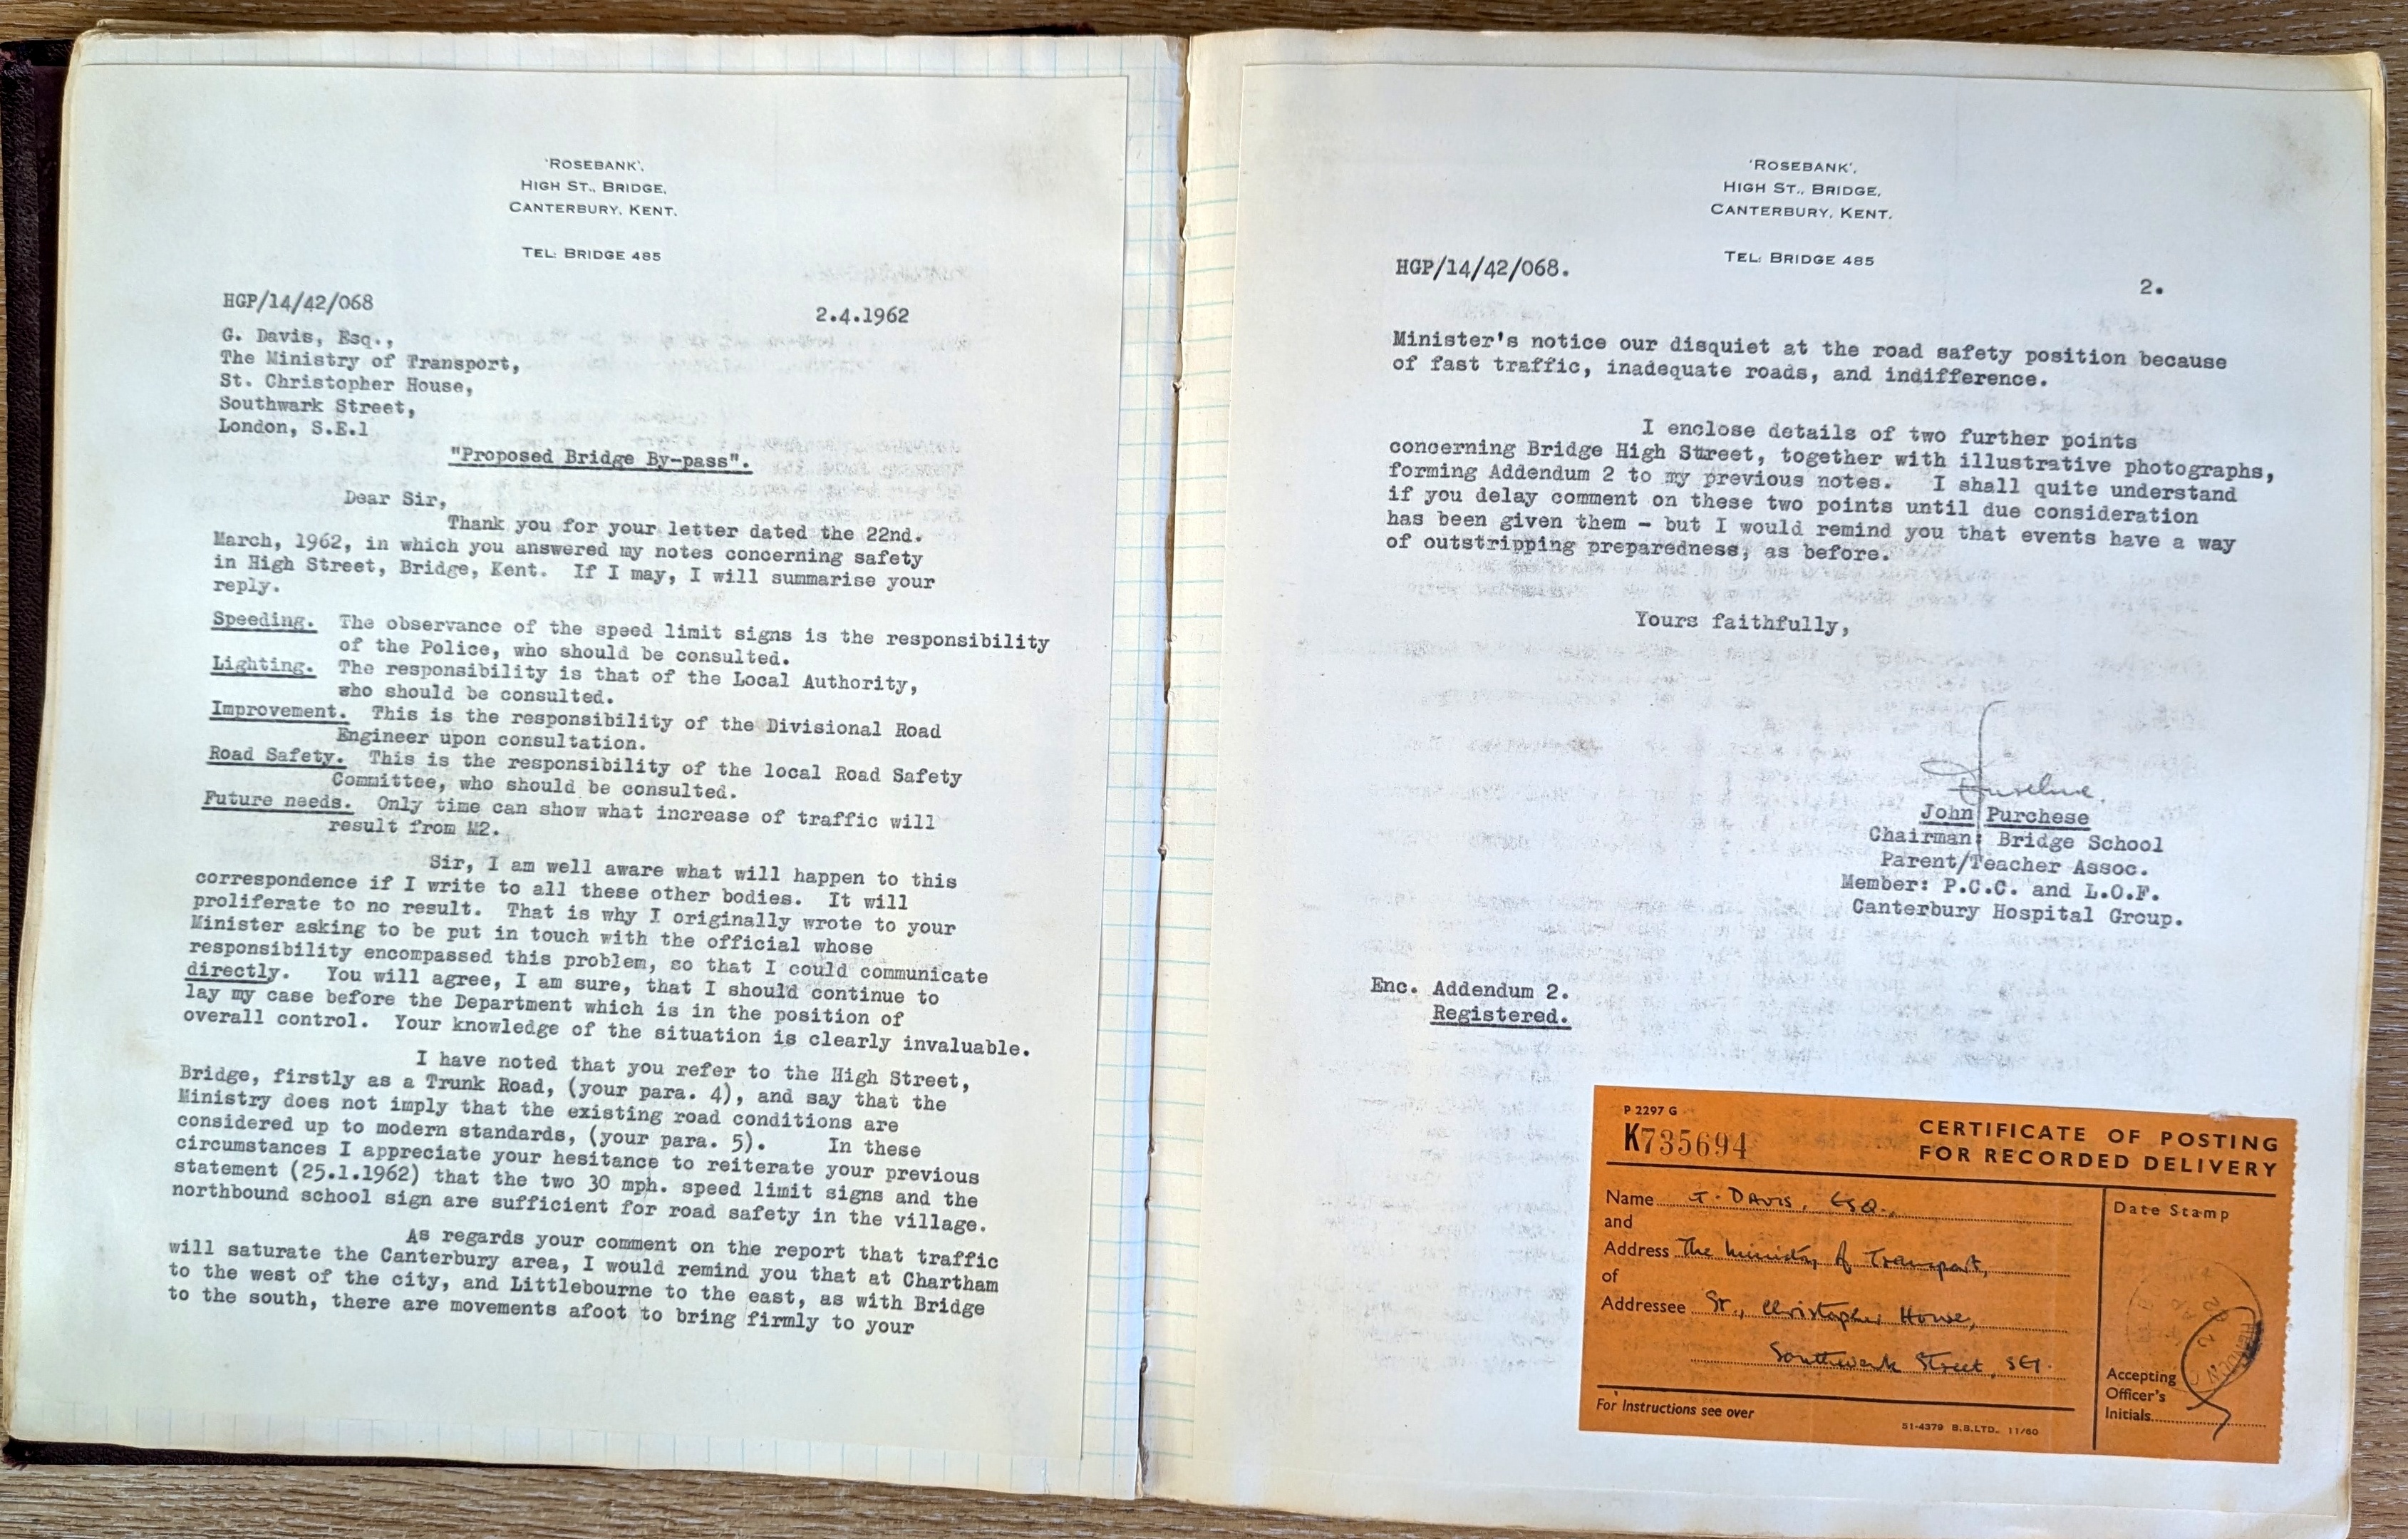 'ROSEBANK',
HIGH ST., BRIDGE,
CANTERBURY, KENT.
TEL: BRIDGE 485
HGP/14/42/068
2.4.1962
G. Davis, Esq.,
The Ministry of Transport,
St. Christopher House,
Southwark Street,
London, S.E.1
"Proposed Bridge By-pass".
Dear Sir,
Thank you for your letter dated the 22nd.
March, 1962, in which you answered my notes concerning safety
in High Street, Bridge, Kent. If I may, I will summarise your
reply.
Speeding. The observance of the speed limit signs is the responsibility
of the Police, who should be consulted.
Lighting. The responsibility is that of the Local Authority,
who should be consulted.
Improvement. This is the responsibility of the Divisional Road
Engineer upon consultation.
Road Safety. This is the responsibility of the local Road Safety
Committee, who should be consulted.
Future needs. Only time can show what increase of traffic will
result from M2.
Sir, I am well aware what will happen to this
correspondence if I write to all these other bodies. It will
proliferate to no result. That is why I originally wrote to your
Minister asking to be put in touch with the official whose
responsibility encompassed this problem, so that I could communicate
directly. You will agree, I am sure, that I should continue to
lay my case before the Department which is in the position of
overall control. Your knowledge of the situation is clearly invaluable.
I have noted that you refer to the High Street,
Bridge, firstly as a Trunk Road, (your para. 4), and say that the
Ministry does not imply that the existing road conditions are
considered up to modern standards, (your para. 5). In these
circumstances I appreciate your hesitance to reiterate your previous
statement (25.1.1962) that the two 30 mph. speed limit signs and the
northbound school sign are sufficient for road safety in the village.
As regards your comment on the report that traffic
will saturate the Canterbury area, I would remind you that at Chartham
to the west of the city, and Littlebourne to the east, as with Bridge
to the south, there are movements afoot to bring firmly to your
'ROSEBANK',
HIGH ST., BRIDGE,
CANTERBURY, KENT.
TEL: BRIDGE 485
HGP/14/42/068.
2.
Minister's notice our disquiet at the road safety position because
of fast traffic, inadequate roads, and indifference.
I enclose details of two further points
concerning Bridge High Street, together with illustrative photographs,
forming Addendum 2 to my previous notes. I shall quite understand
if you delay comment on these two points until due consideration
has been given them - but I would remind you that events have a way
of outstripping preparedness, as before.
Yours faithfully,
John Purchese
Chairman: Bridge School
Parent/Teacher Assoc.
Member: P.C.C. and L.O.F.
Canterbury Hospital Group.
Enc. Addendum 2.
Registered.
P 2297 G
K735694
CERTIFICATE OF POSTING
FOR RECORDED DELIVERY
Name G. DAVIS, ESQ.,
and
Address The Ministry of Transport,
of
Addressee St., Christopher House,
Southwark Street, SE1.
Date Stamp
Accepting
Officer's
Initials
For Instructions see over
51-4379 B.B.LTD. 11/60